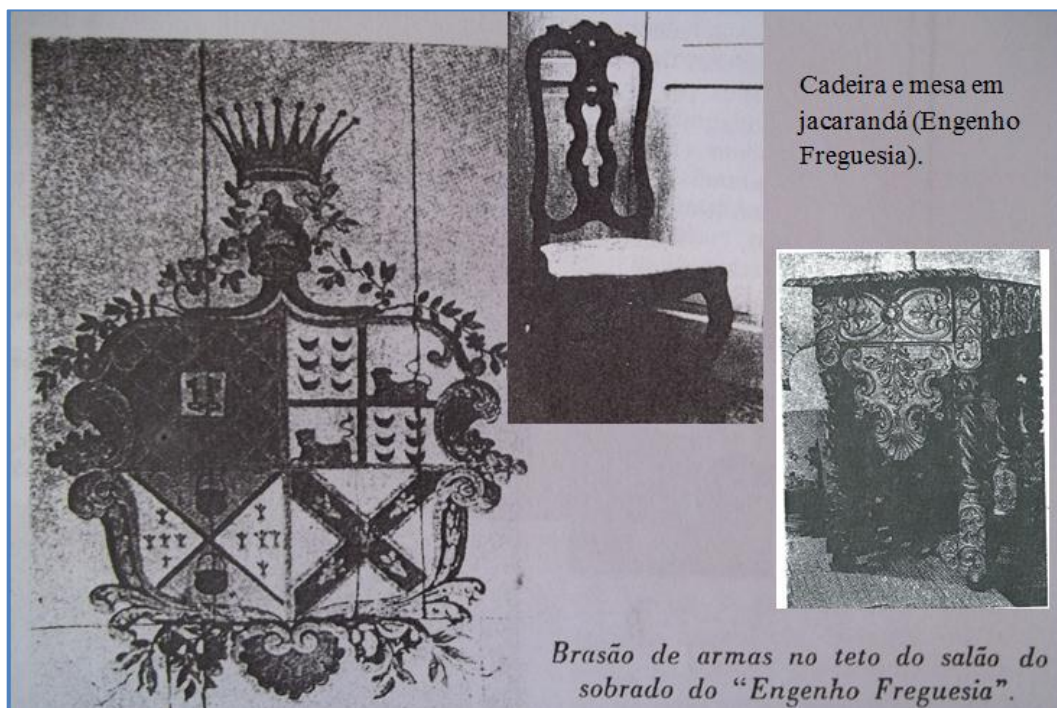 Cadeira e mesa em
jacarandá (Engenho
Freguesia).
Brasão de armas no teto do salão do
sobrado do “Engenho Freguesia”.